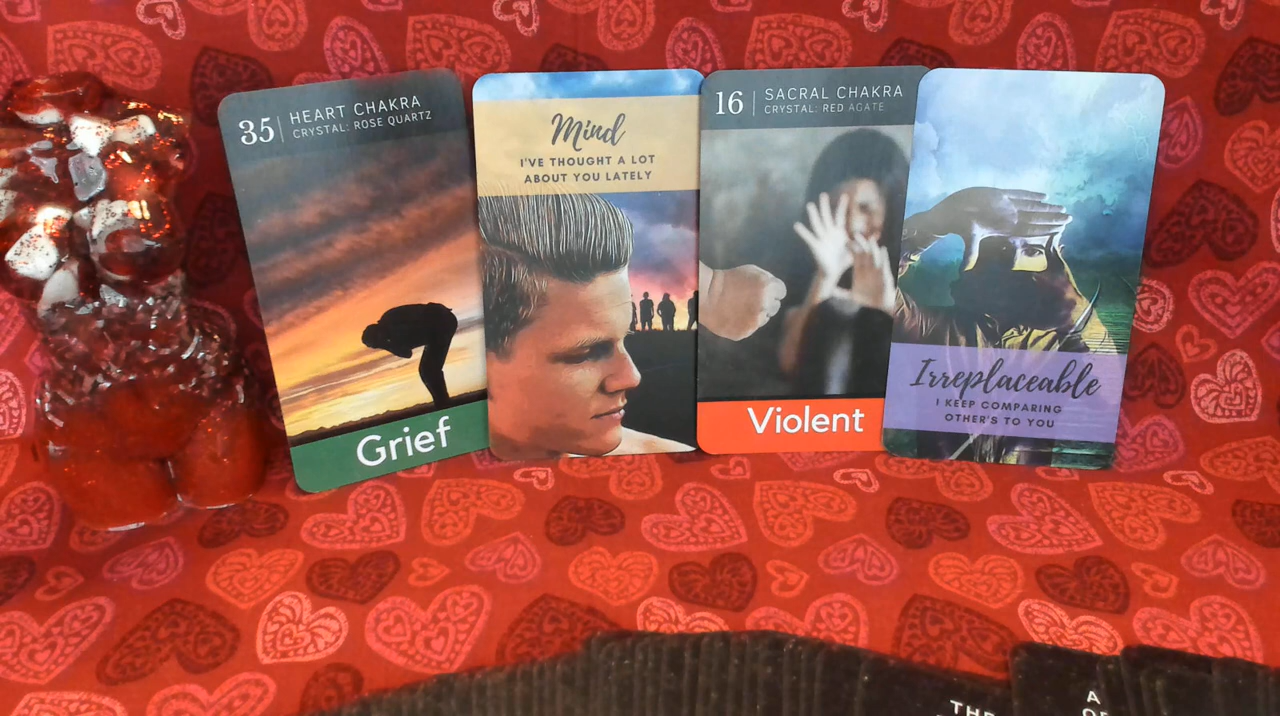 35
HEART CHAKRA
CRYSTAL: ROSE QUARTZ
Grief
Mind
I'VE THOUGHT A LOT
ABOUT YOU LATELY
16
SACRAL CHAKRA
CRYSTAL: RED AGATE
Violent
Irreplaceable
I KEEP COMPARING
OTHER'S TO YOU
THE
A